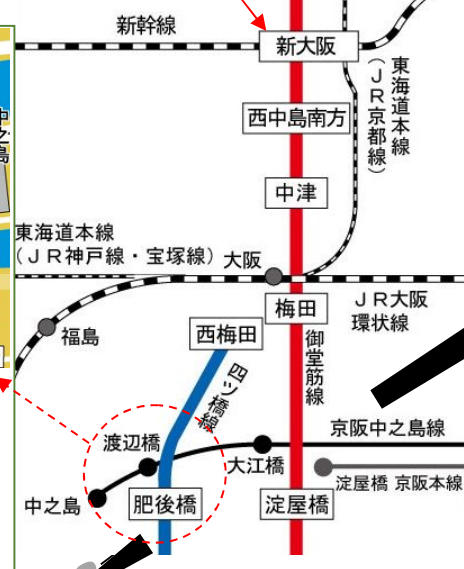 新幹線
新大阪
中之島
西中島南方
東海道本線
（ＪＲ京都線）
中津
東海道本線
（ＪＲ神戸線・宝塚線）
大阪
梅田
ＪＲ大阪
環状線
福島
西梅田
御堂筋線
四ツ橋線
渡辺橋
大江橋
京阪中之島線
淀屋橋 京阪本線
中之島
肥後橋
淀屋橋